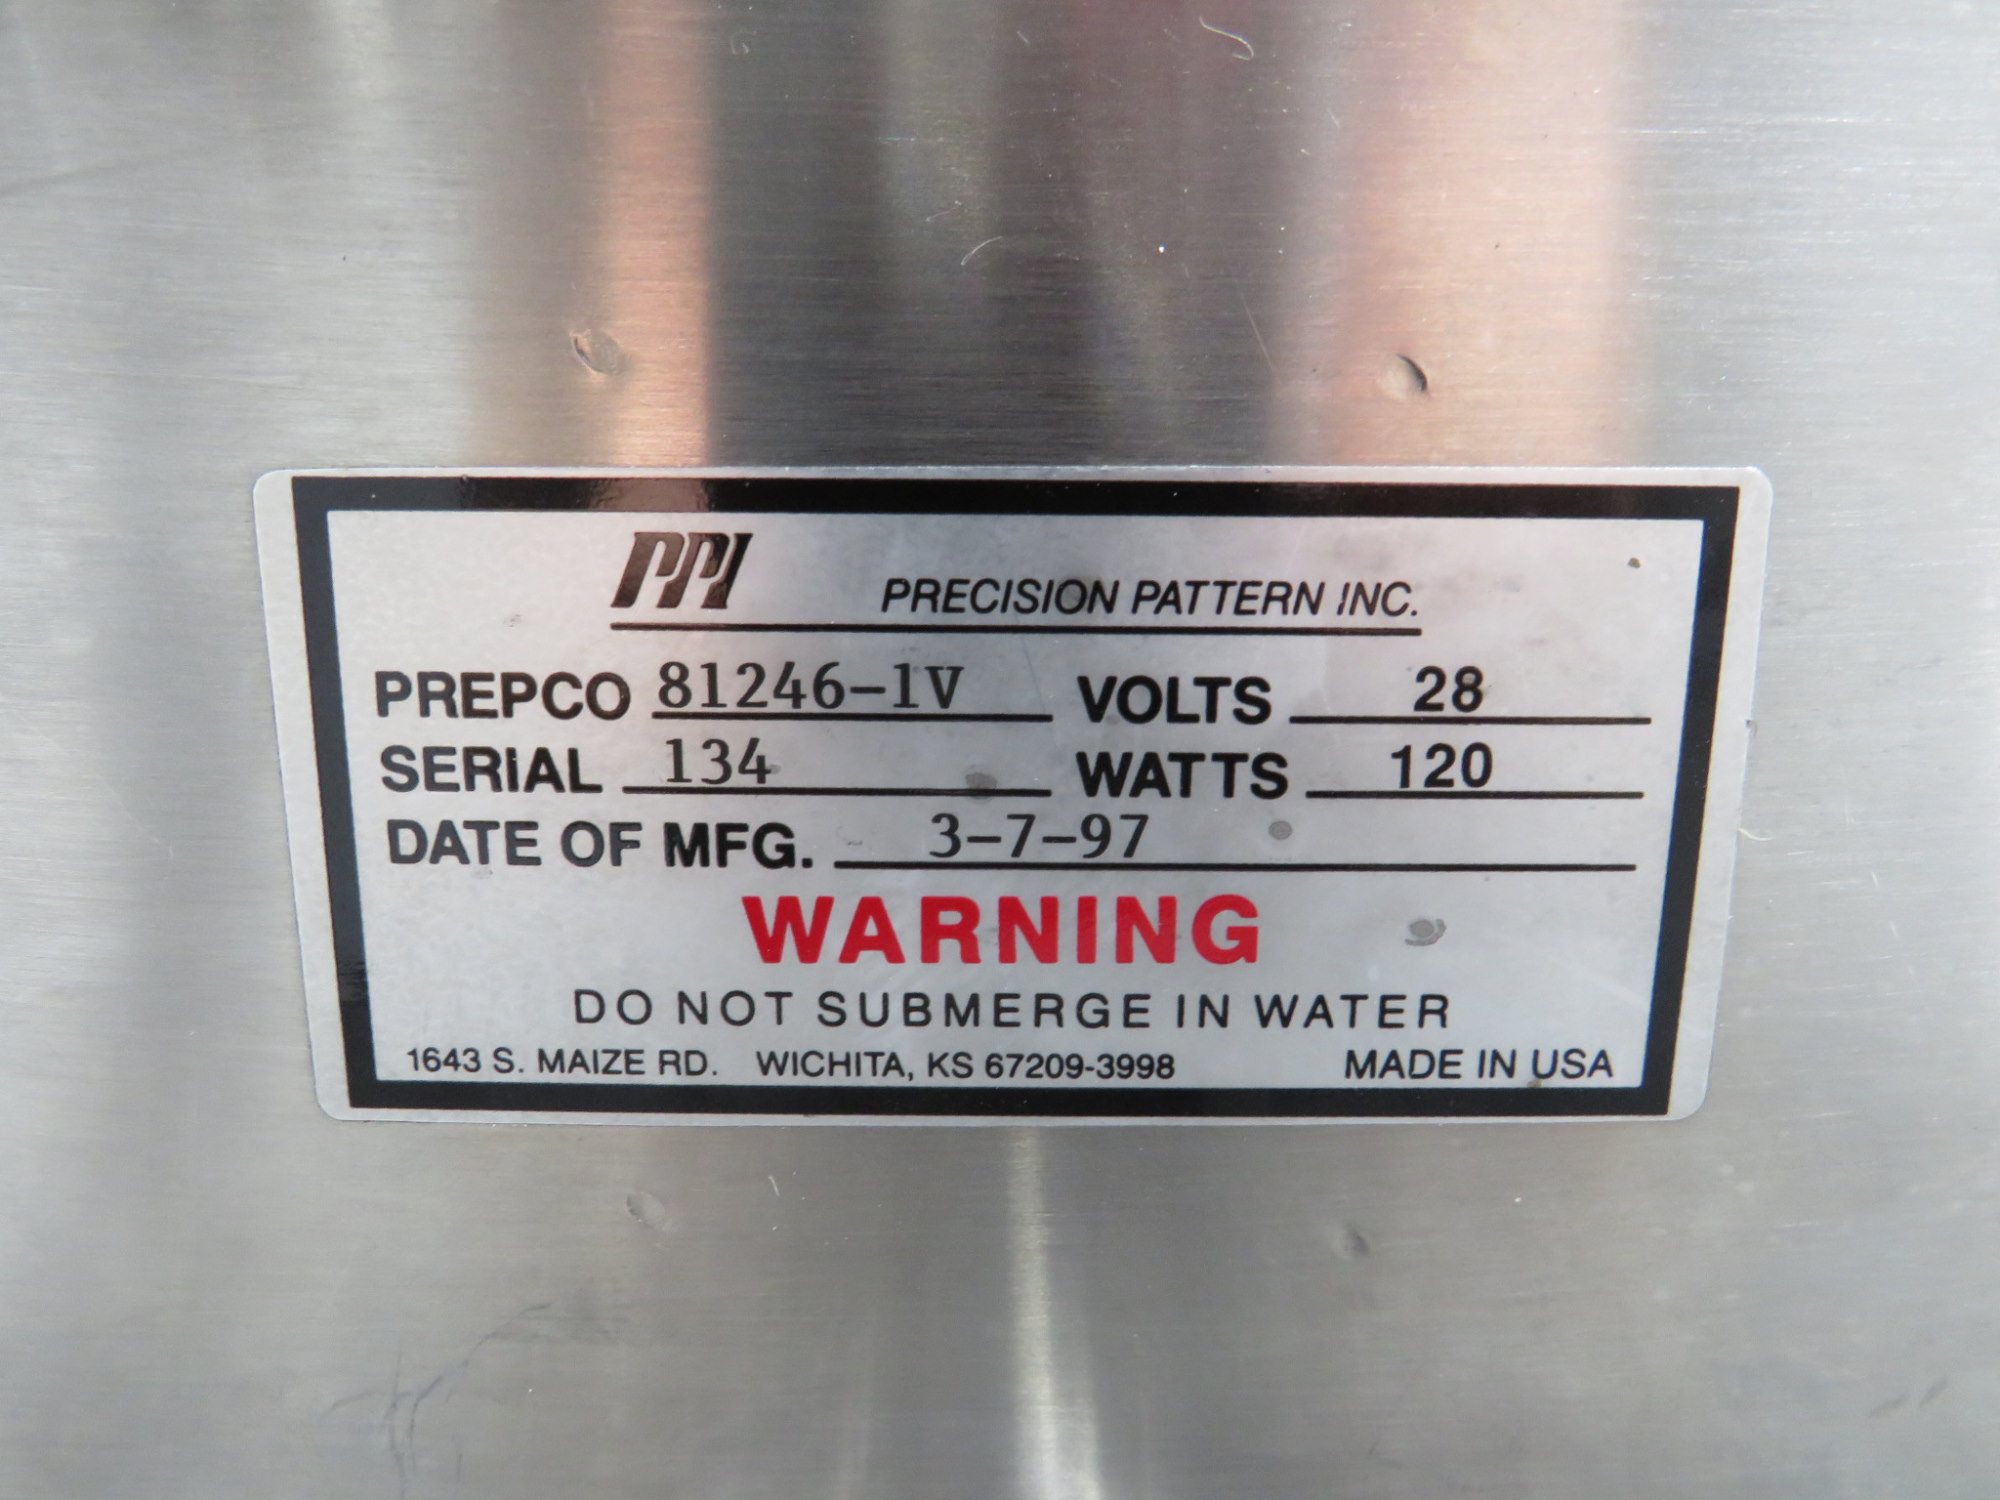 PPI PRECISION PATTERN INC.
PREPCO 81246-1V VOLTS 28
SERIAL 134 WATTS 120
DATE OF MFG. 3-7-97
WARNING
DO NOT SUBMERGE IN WATER
1643 S. MAIZE RD. WICHITA, KS 67209-3998 MADE IN USA